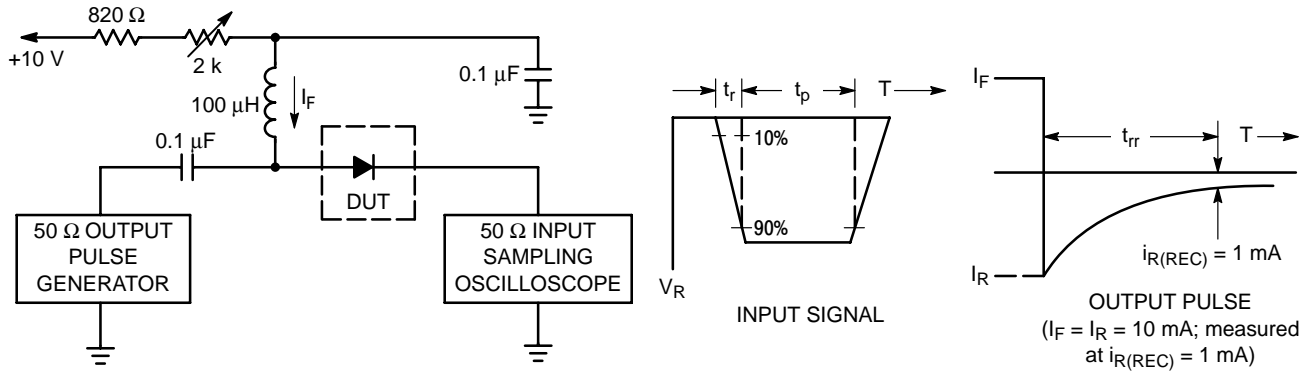 820 Ω
+10 V
2 k
100 μH
I_F
0.1 μF
0.1 μF
DUT
50 Ω OUTPUT
PULSE
GENERATOR
50 Ω INPUT
SAMPLING
OSCILLOSCOPE
t_r
t_p
T
10%
90%
V_R
INPUT SIGNAL
I_F
t_rr
T
I_R
i_R(REC) = 1 mA
OUTPUT PULSE
(I_F = I_R = 10 mA; measured
at i_R(REC) = 1 mA)